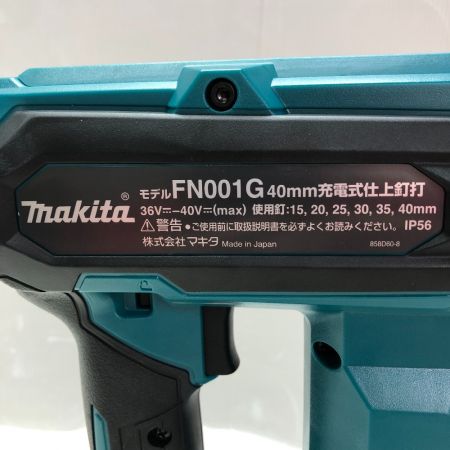 makita®
モデルFN001G 40mm充電式仕上釘打
36V⎓−40V⎓(max) 使用釘:15, 20, 25, 30, 35, 40mm
⚠警告 ●ご使用前に取扱説明書を必ずよくお読みください。 IP56
株式会社マキタ Made in Japan 858D60-8